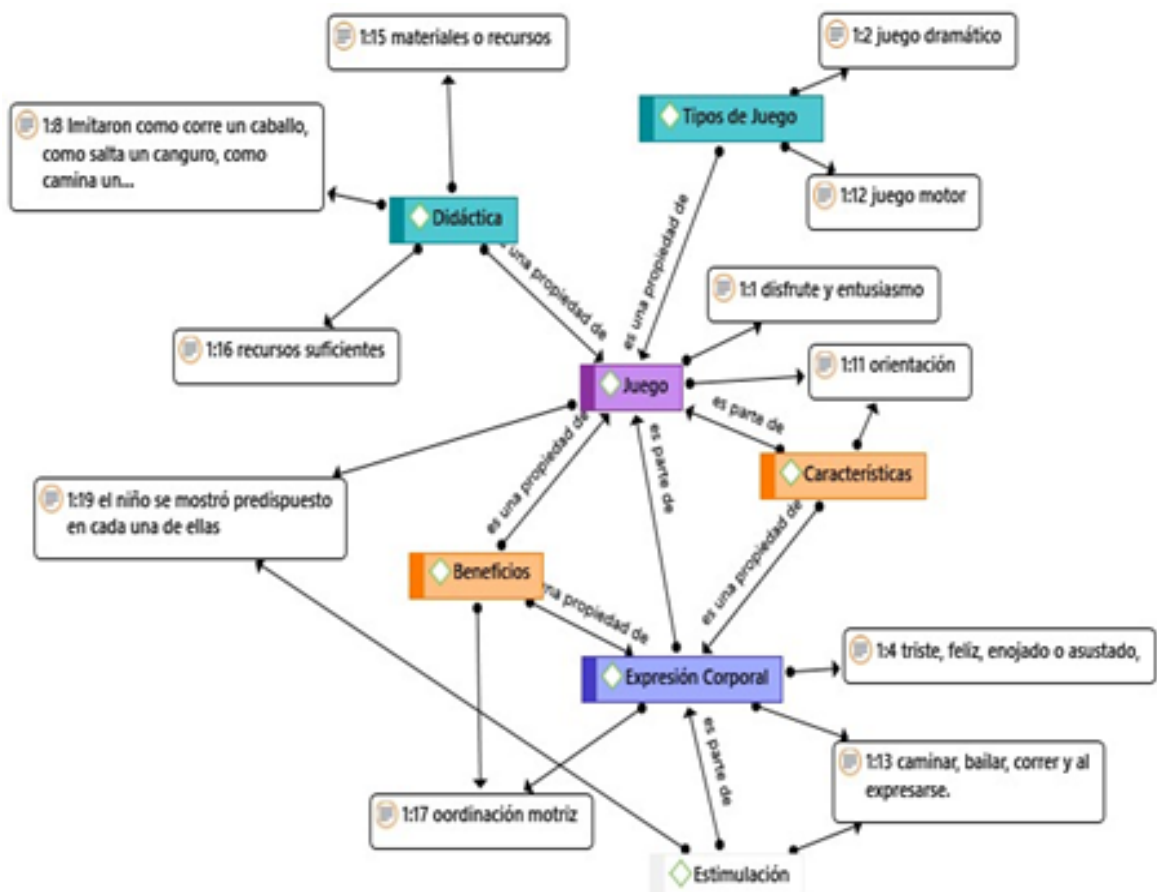 1:15 materiales o recursos
1:2 juego dramático
1:8 Imitaron como corre un caballo,
como salta un canguro, como
camina un...
Tipos de Juego
1:12 juego motor
Didáctica
una propiedad de
es una propiedad de
1:1 disfrute y entusiasmo
1:16 recursos suficientes
1:11 orientación
Juego
es parte de
es una propiedad de
es parte de
Características
1:19 el niño se mostró predispuesto
en cada una de ellas
Beneficios
una propiedad de
es una propiedad de
1:4 triste, feliz, enojado o asustado,
Expresión Corporal
es parte de
1:13 caminar, bailar, correr y al
expresarse.
1:17 oordinación motriz
Estimulación